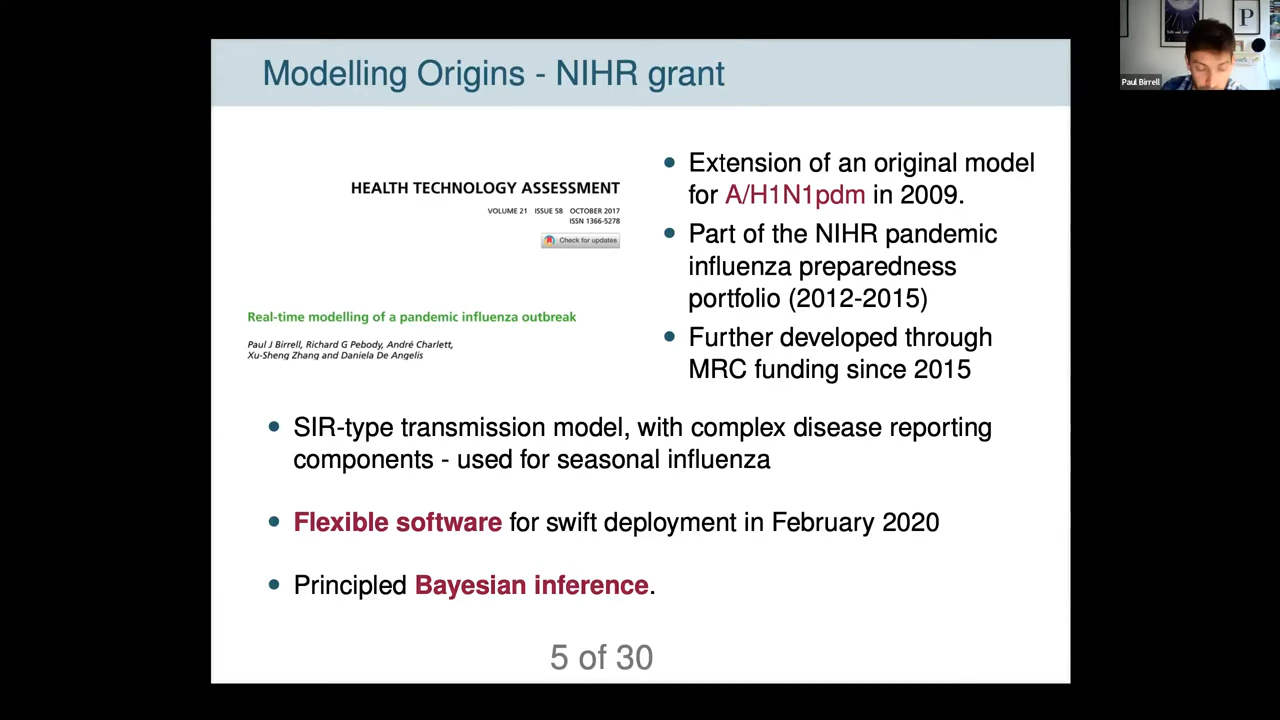 Modelling Origins - NIHR grant
HEALTH TECHNOLOGY ASSESSMENT
VOLUME 21 ISSUE 58 OCTOBER 2017
ISSN 1366-5278
Check for updates
Real-time modelling of a pandemic influenza outbreak
Paul J Birrell, Richard G Pebody, André Charlett,
Xu-Sheng Zhang and Daniela De Angelis
• Extension of an original model
for A/H1N1pdm in 2009.
• Part of the NIHR pandemic
influenza preparedness
portfolio (2012-2015)
• Further developed through
MRC funding since 2015
• SIR-type transmission model, with complex disease reporting
components - used for seasonal influenza
• Flexible software for swift deployment in February 2020
• Principled Bayesian inference.
5 of 30
P
Paul Birrell